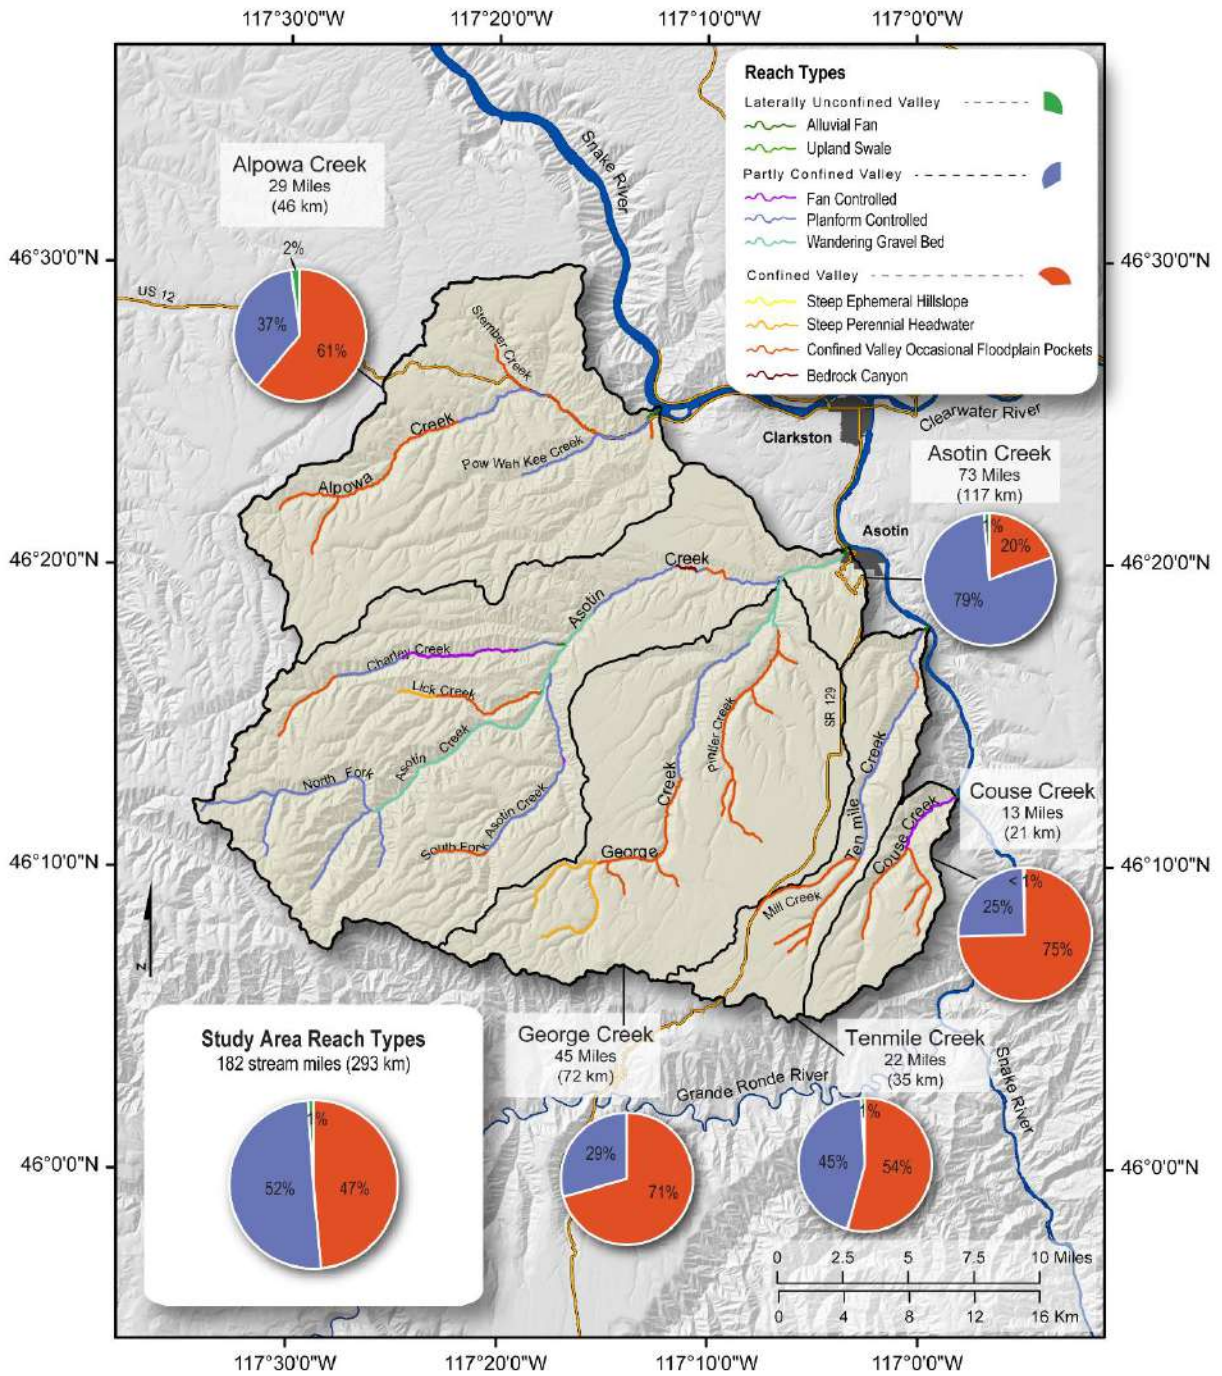 117°30'0"W
117°20'0"W
117°10'0"W
117°0'0"W
Reach Types
Laterally Unconfined Valley
Alluvial Fan
Upland Swale
Partly Confined Valley
Fan Controlled
Planform Controlled
Wandering Gravel Bed
Confined Valley
Steep Ephemeral Hillslope
Steep Perennial Headwater
Confined Valley Occasional Floodplain Pockets
Bedrock Canyon
Snake River
Alpowa Creek
29 Miles
(46 km)
2%
37%
61%
46°30'0"N
46°30'0"N
US 12
Stember Creek
Alpowa Creek
Pow Wah Kee Creek
Clearwater River
Clarkston
Asotin Creek
73 Miles
(117 km)
1%
20%
79%
Asotin
46°20'0"N
46°20'0"N
Asotin Creek
Charley Creek
Lick Creek
North Fork Asotin Creek
South Fork Asotin Creek
George Creek
Pintler Creek
SR 129
Ten mile Creek
Mill Creek
Couse Creek
Couse Creek
13 Miles
(21 km)
< 1%
25%
75%
46°10'0"N
46°10'0"N
N
Study Area Reach Types
182 stream miles (293 km)
1%
52%
47%
George Creek
45 Miles
(72 km)
29%
71%
Tenmile Creek
22 Miles
(35 km)
1%
45%
54%
Grande Ronde River
Snake River
46°0'0"N
46°0'0"N
0 2.5 5 7.5 10 Miles
0 4 8 12 16 Km
117°30'0"W
117°20'0"W
117°10'0"W
117°0'0"W